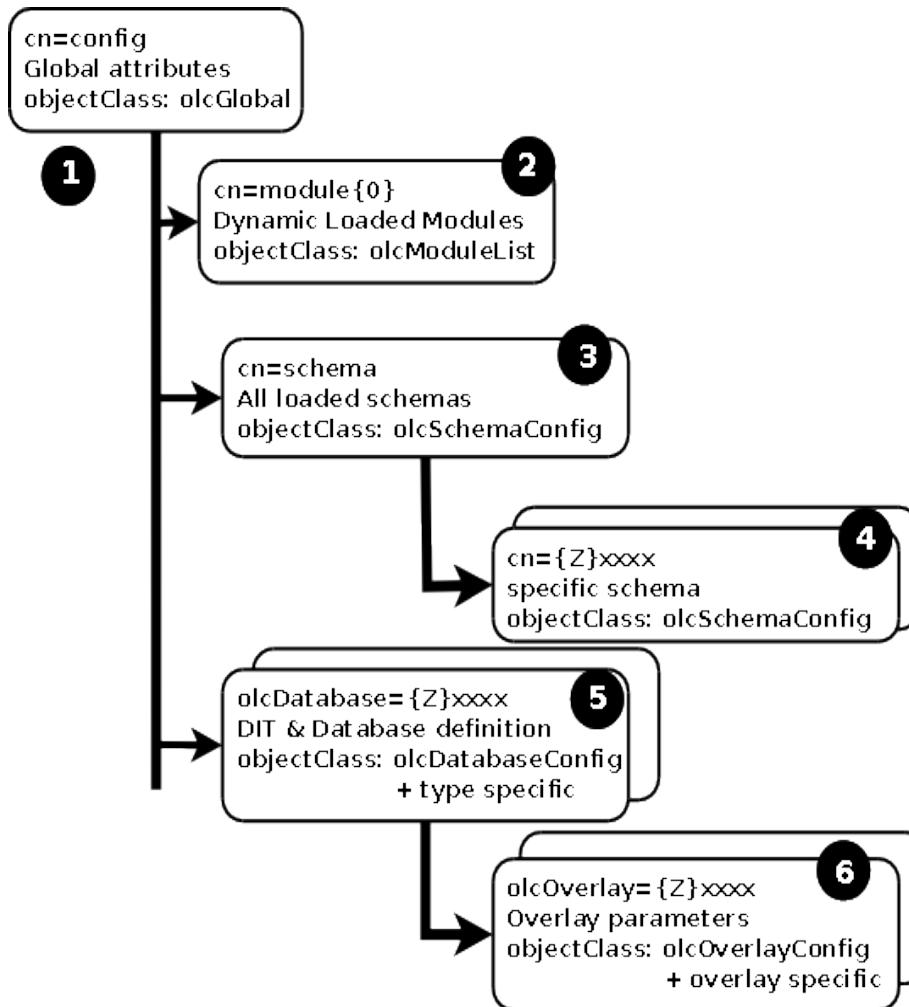 cn=config
Global attributes
objectClass: olcGlobal
1
2
cn=module{0}
Dynamic Loaded Modules
objectClass: olcModuleList
3
cn=schema
All loaded schemas
objectClass: olcSchemaConfig
4
cn={Z}xxxx
specific schema
objectClass: olcSchemaConfig
5
olcDatabase={Z}xxxx
DIT & Database definition
objectClass: olcDatabaseConfig
+ type specific
6
olcOverlay={Z}xxxx
Overlay parameters
objectClass: olcOverlayConfig
+ overlay specific